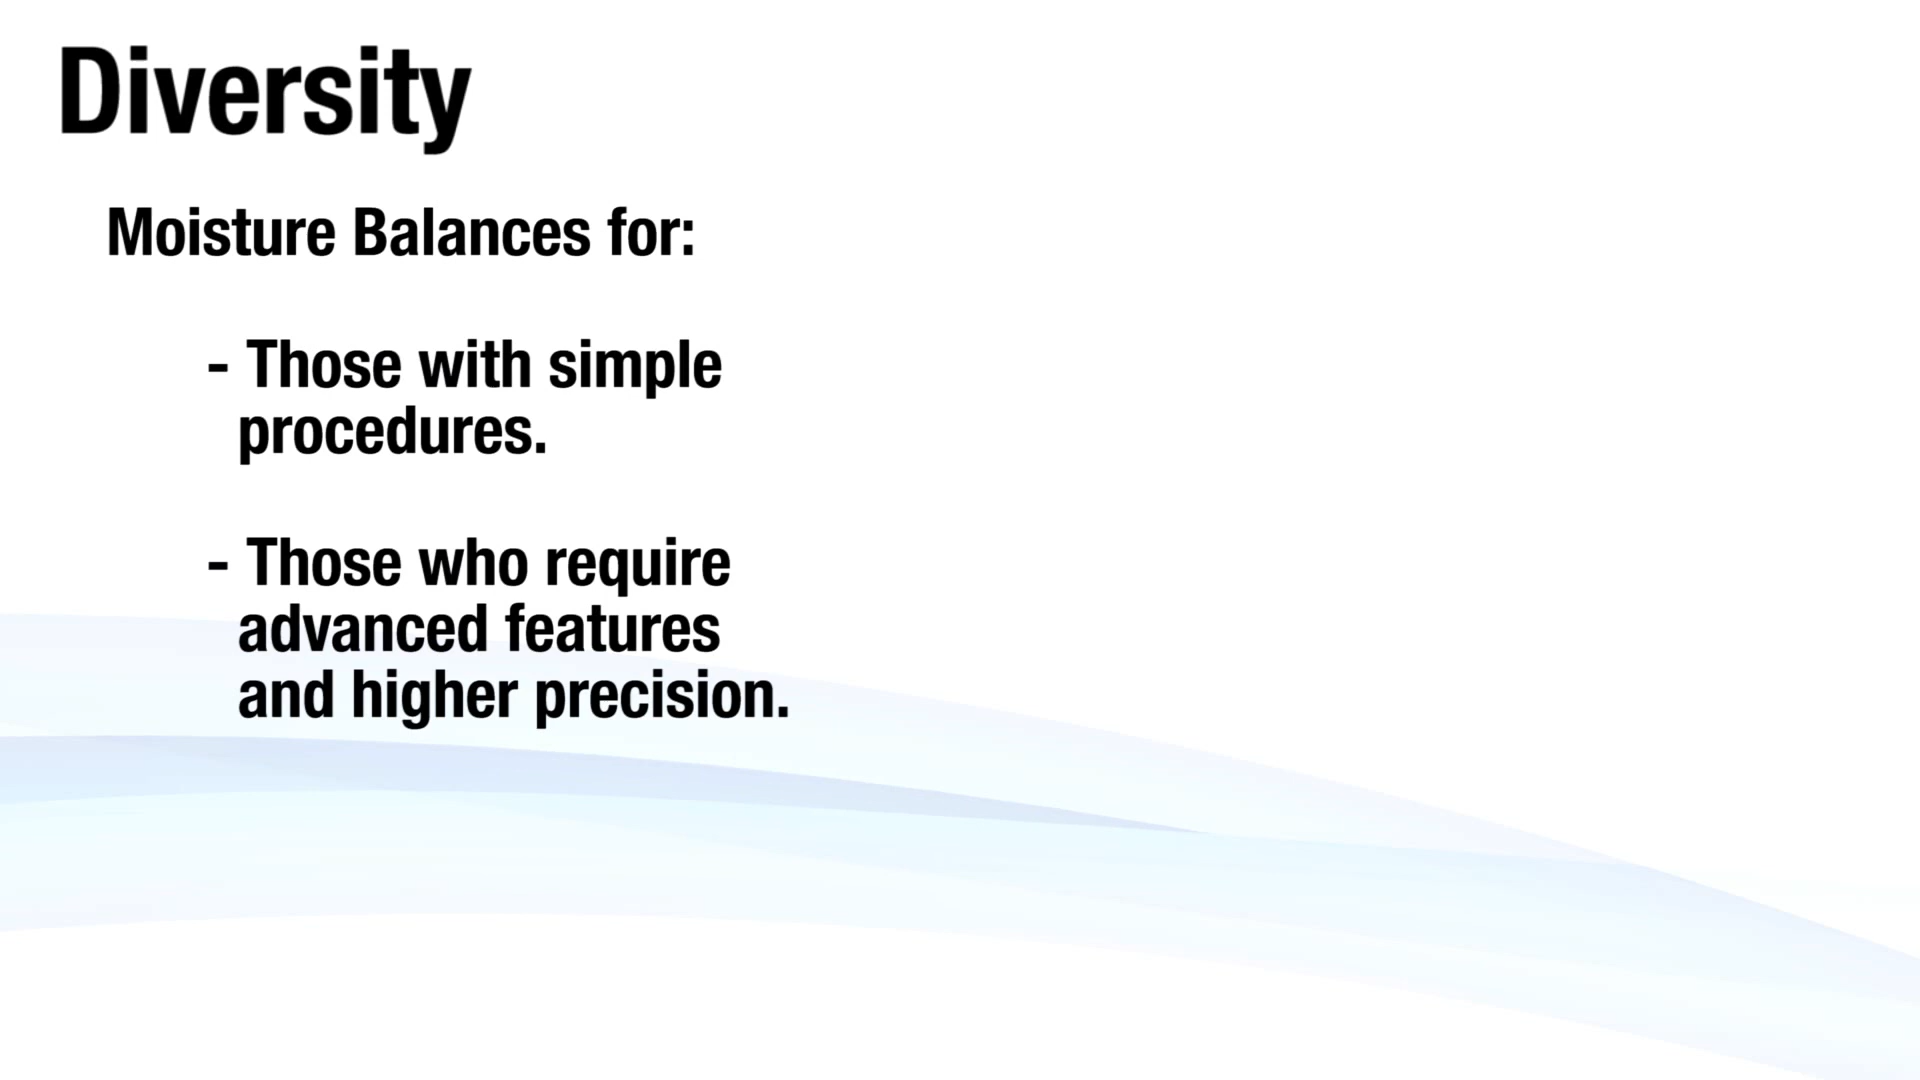 Diversity
Moisture Balances for:
- Those with simple
procedures.
- Those who require
advanced features
and higher precision.